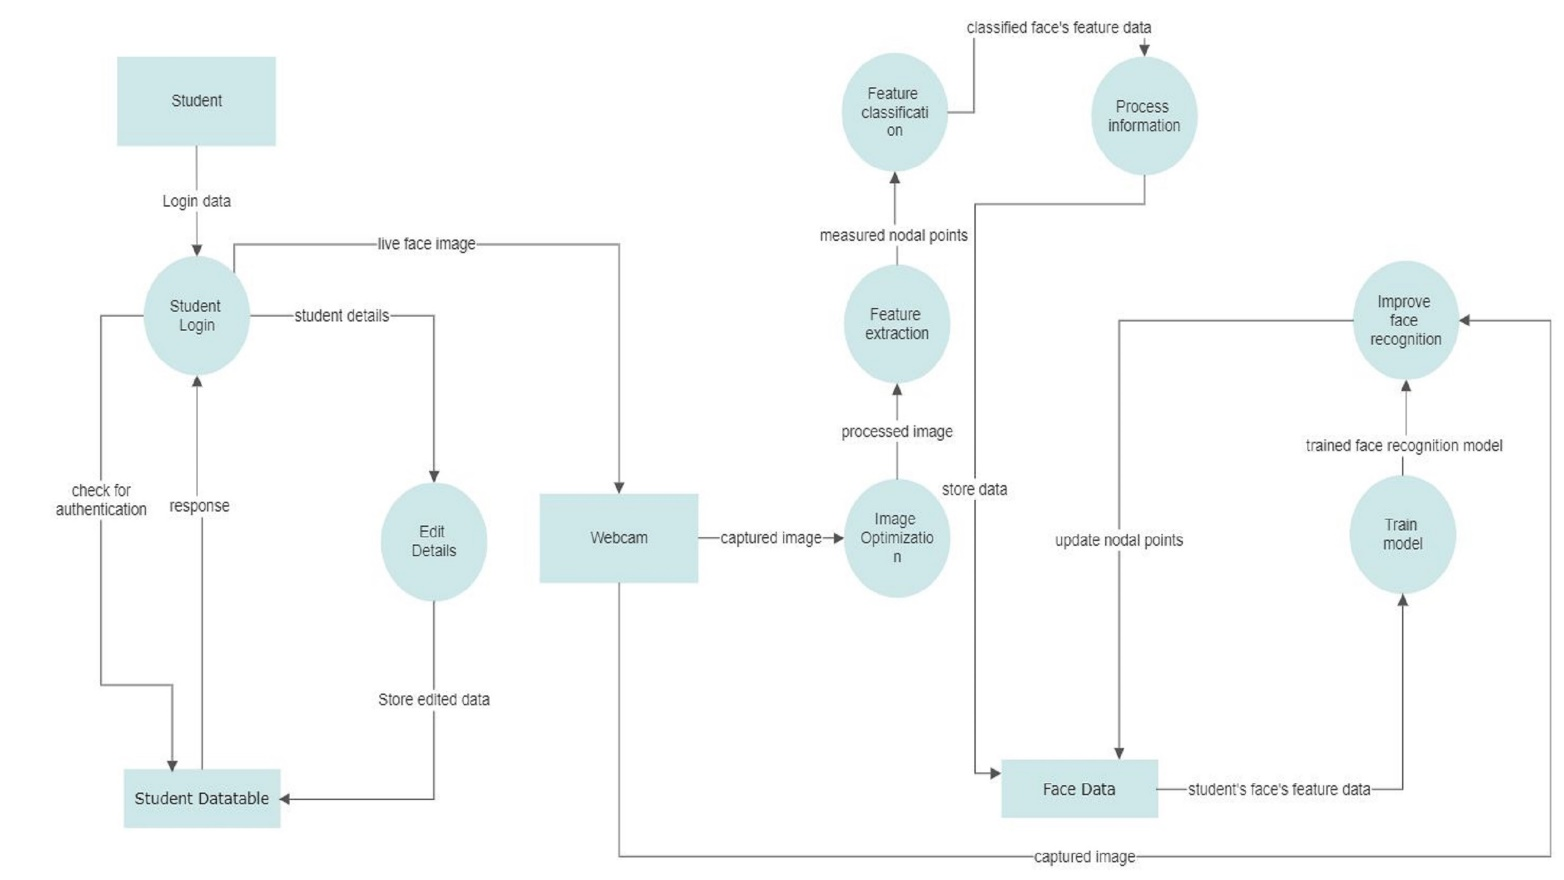 classified face's feature data
Student
Feature
classificati
on
Process
information
Login data
measured nodal points
live face image
Student
Login
student details
Feature
extraction
Improve
face
recognition
processed image
trained face recognition model
check for
authentication
response
store data
Edit
Details
Webcam
captured image
Image
Optimizatio
n
update nodal points
Train
model
Store edited data
Student Datatable
Face Data
student's face's feature data
captured image